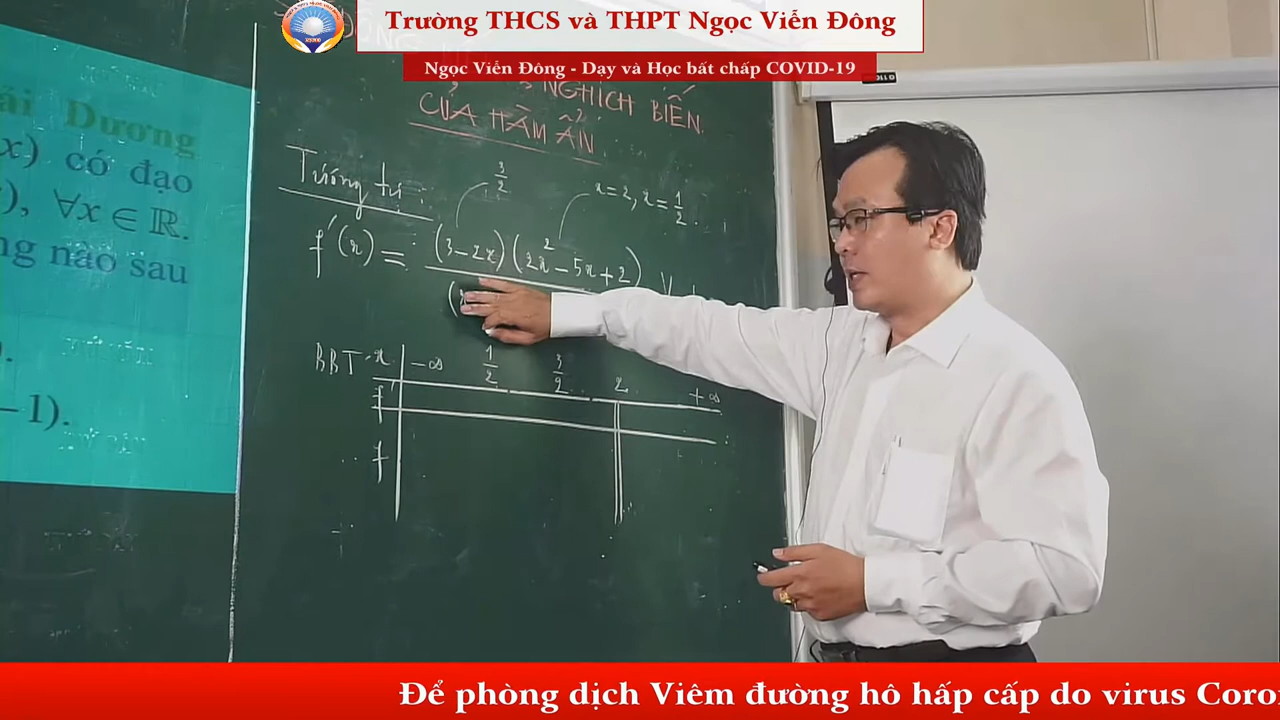 Trường THCS và THPT Ngọc Viễn Đông
Ngọc Viễn Đông - Dạy và Học bất chấp COVID-19
NGHỊCH BIẾN
CỦA HÀM ẨN.
ải Dương
x) có đạo
), ∀x ∈ ℝ.
ng nào sau
).
−1).
Tương tự:
3/2
x = 2, x = 1/2.
f'(x) = (3-2x)(2x²-5x+2)
BBT x -∞ 1/2 3/2 2 +∞
f'
f
Để phòng dịch Viêm đường hô hấp cấp do virus Coro